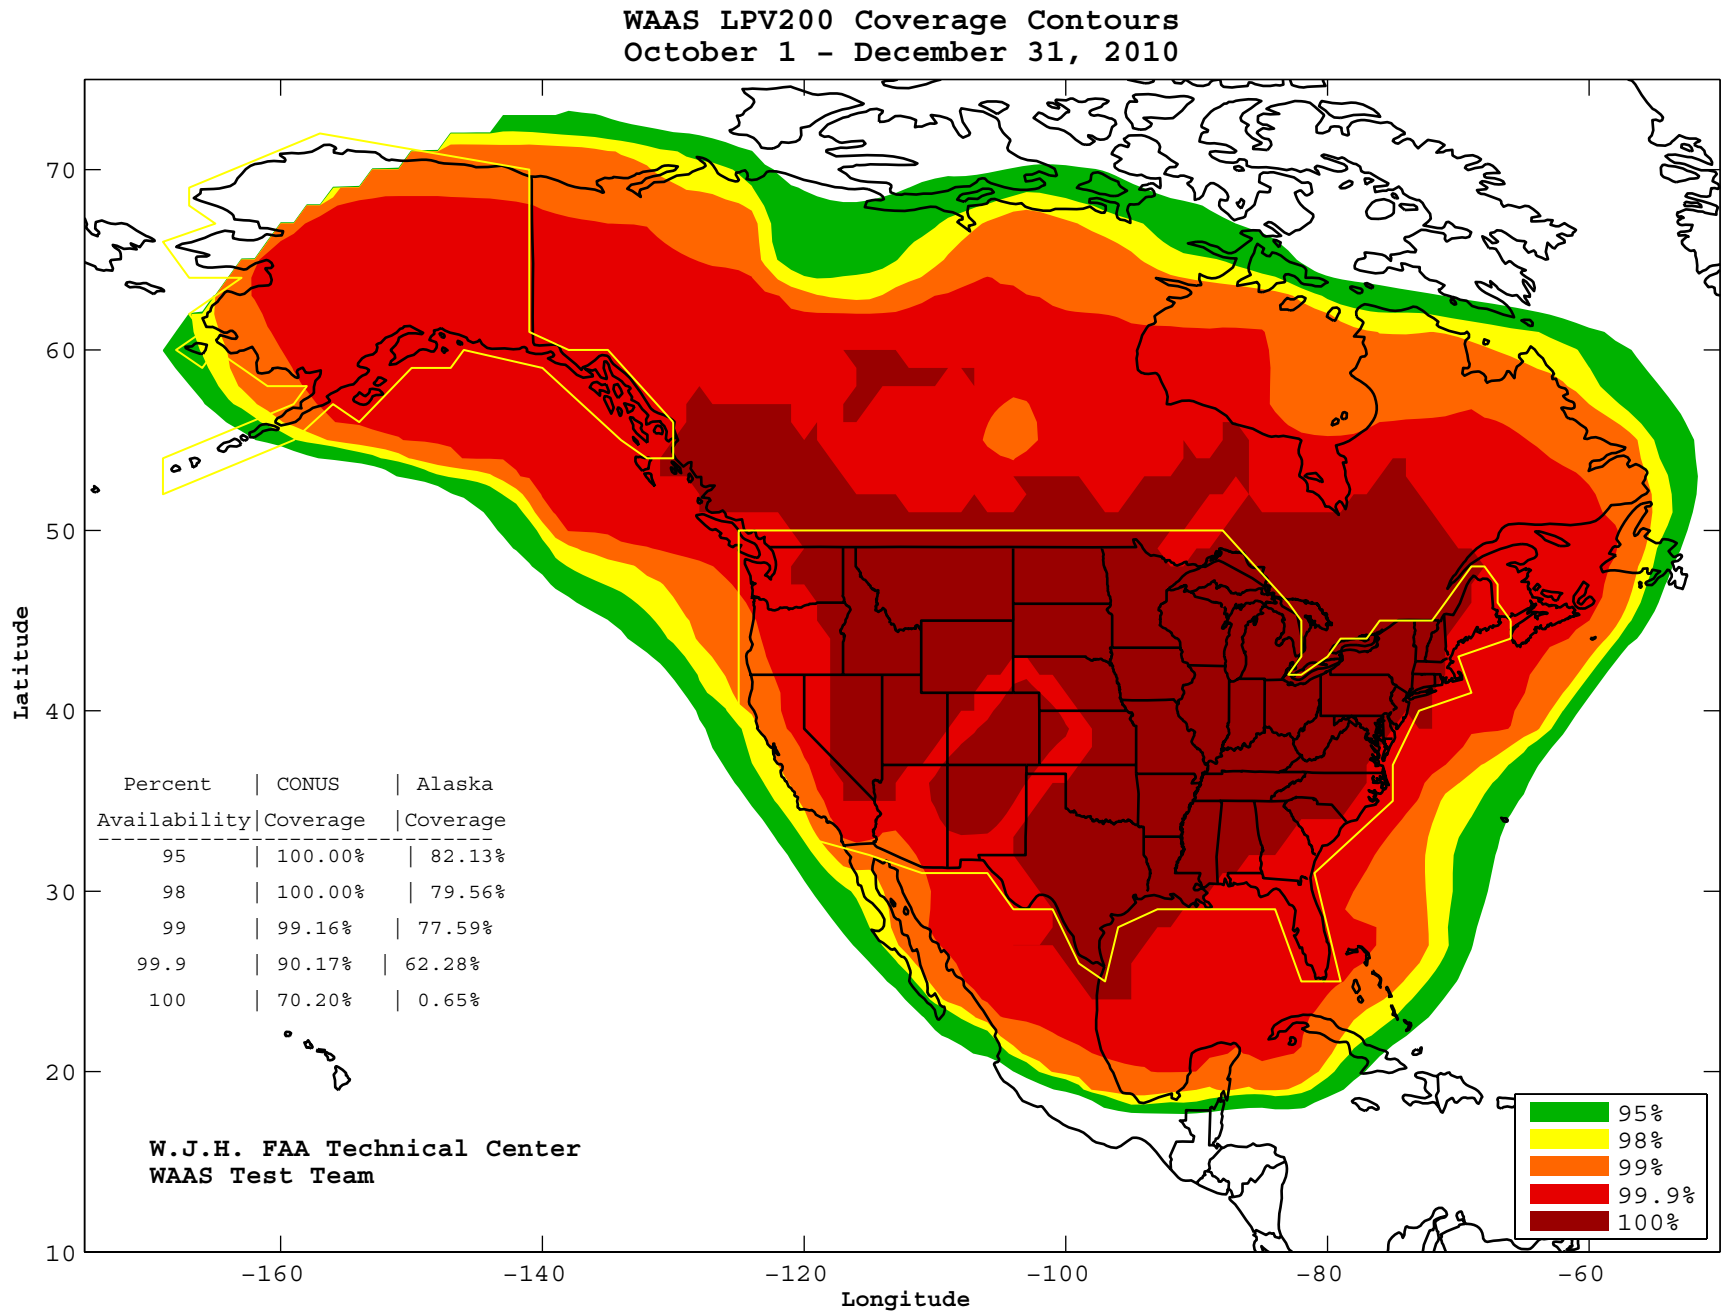 WAAS LPV200 Coverage Contours
October 1 - December 31, 2010
Latitude
70
60
50
40
30
20
10
Percent | CONUS | Alaska
Availability|Coverage |Coverage
----------------------------------
95 | 100.00% | 82.13%
98 | 100.00% | 79.56%
99 | 99.16% | 77.59%
99.9 | 90.17% | 62.28%
100 | 70.20% | 0.65%
W.J.H. FAA Technical Center
WAAS Test Team
95%
98%
99%
99.9%
100%
-160 -140 -120 -100 -80 -60
Longitude